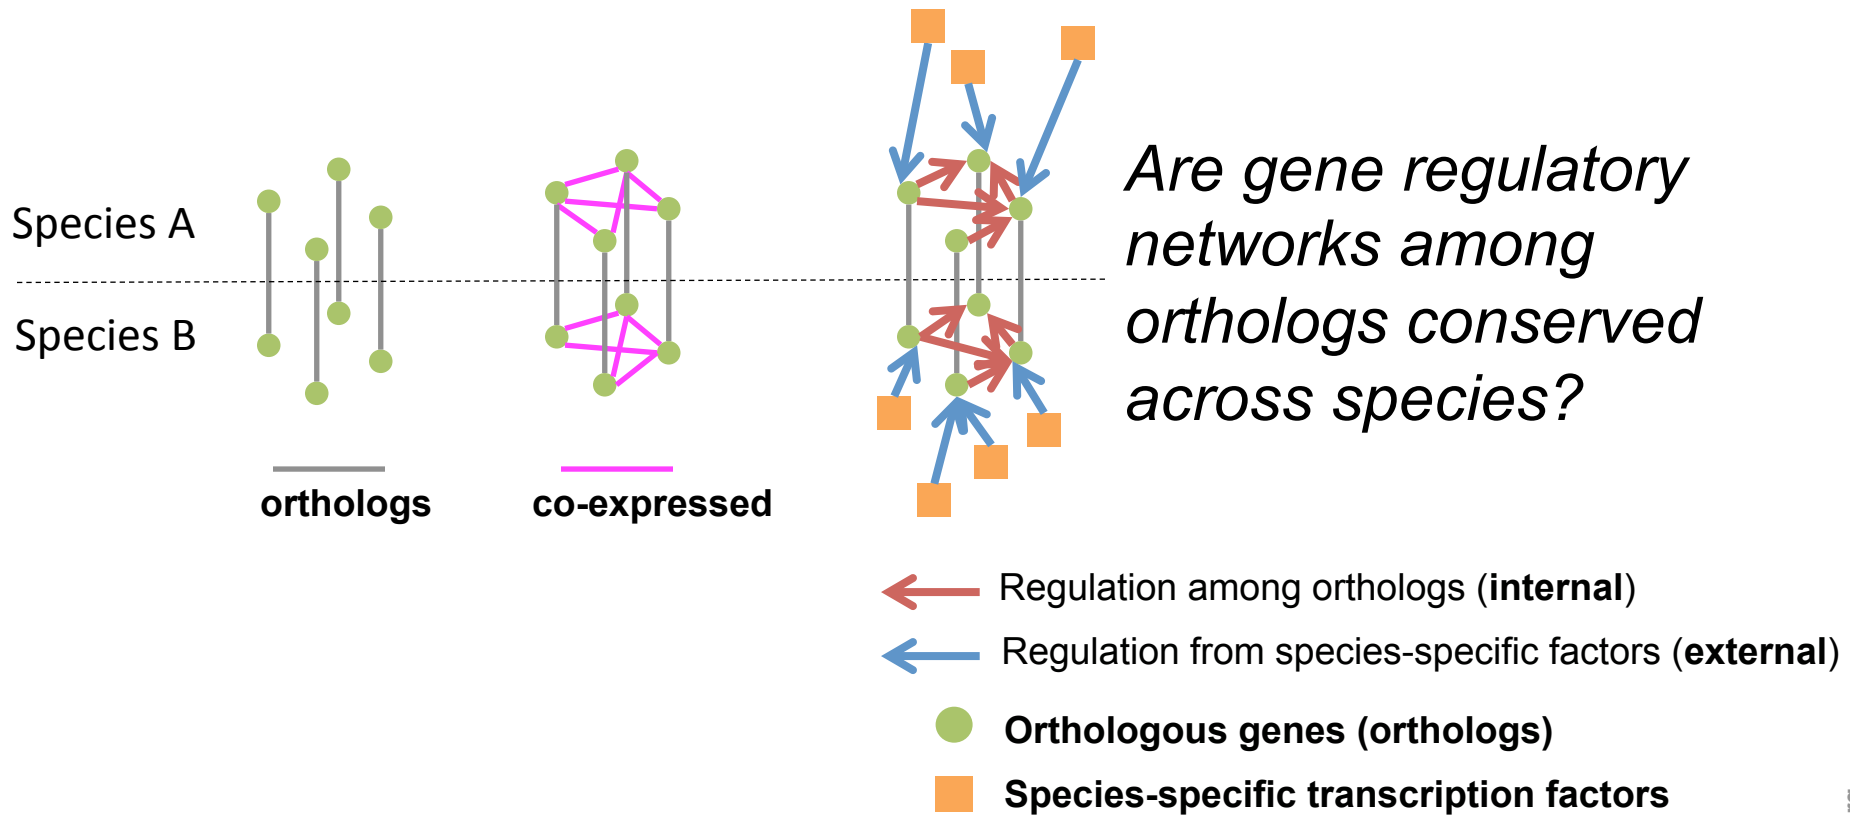 Species A
Species B
orthologs
co-expressed
Are gene regulatory
networks among
orthologs conserved
across species?
Regulation among orthologs (internal)
Regulation from species-specific factors (external)
Orthologous genes (orthologs)
Species-specific transcription factors